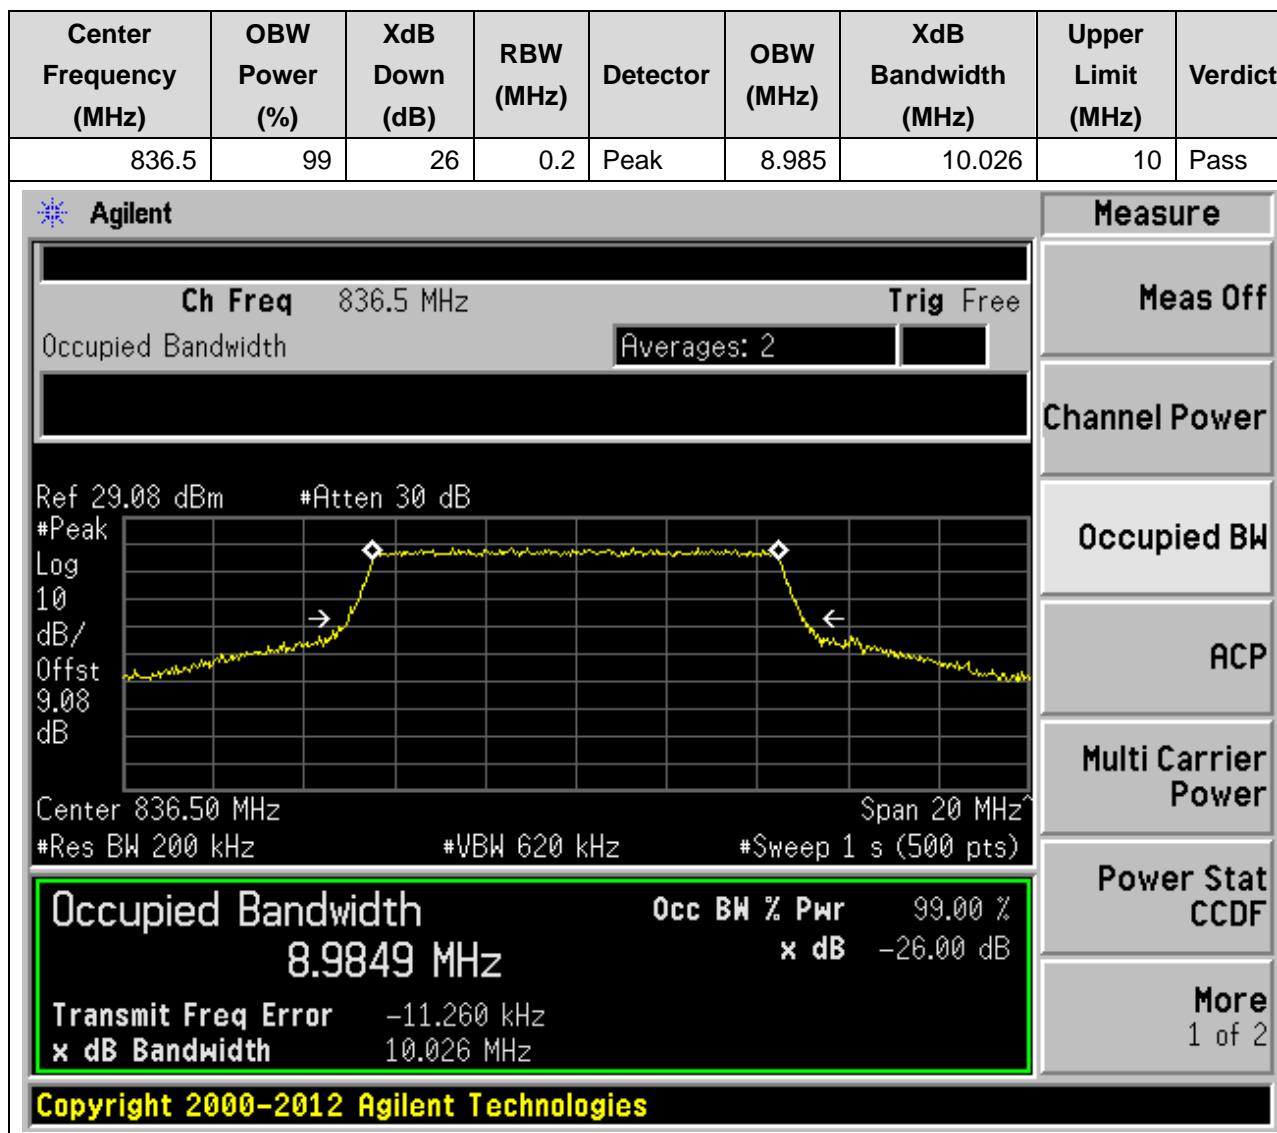 Center Frequency (MHz) OBW Power (%) XdB Down (dB) RBW (MHz) Detector OBW (MHz) XdB Bandwidth (MHz) Upper Limit (MHz) Verdict
836.5 99 26 0.2 Peak 8.985 10.026 10 Pass
Agilent
Ch Freq 836.5 MHz Trig Free
Occupied Bandwidth Averages: 2
Ref 29.08 dBm #Atten 30 dB
#Peak
Log
10
dB/
Offst
9.08
dB
Center 836.50 MHz Span 20 MHz^
#Res BW 200 kHz #VBW 620 kHz #Sweep 1 s (500 pts)
Occupied Bandwidth Occ BW % Pwr 99.00 %
8.9849 MHz x dB -26.00 dB
Transmit Freq Error -11.260 kHz
x dB Bandwidth 10.026 MHz
Copyright 2000-2012 Agilent Technologies
Measure
Meas Off
Channel Power
Occupied BW
ACP
Multi Carrier
Power
Power Stat
CCDF
More
1 of 2